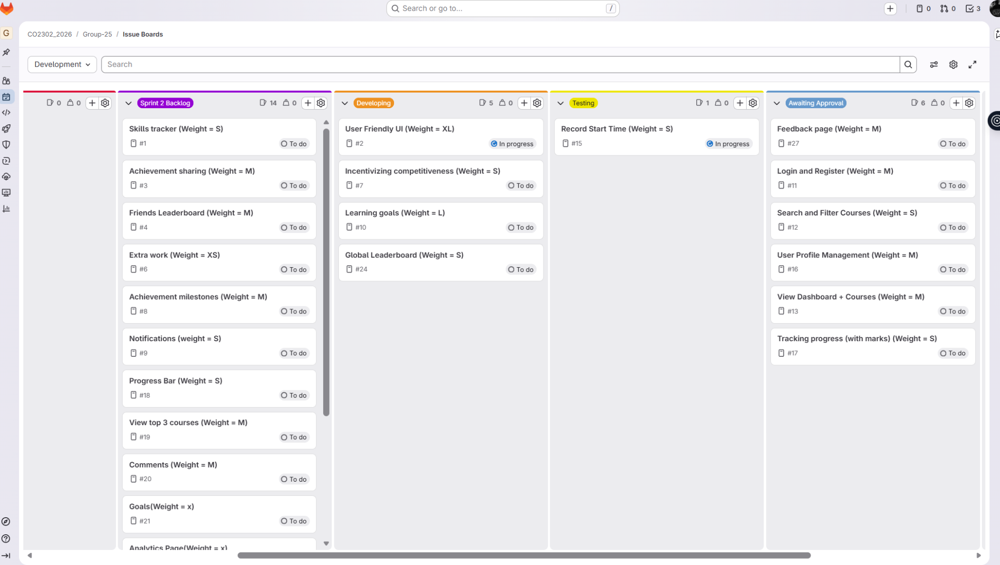 Search or go to...
/
0
0
3
G
CO2302_2026 / Group-25 / Issue Boards
Development
Search
0 0
Sprint 2 Backlog
14 0
Skills tracker (Weight = S)
#1
To do
Achievement sharing (Weight = M)
#3
To do
Friends Leaderboard (Weight = M)
#4
To do
Extra work (Weight = XS)
#6
To do
Achievement milestones (Weight = M)
#8
To do
Notifications (weight = S)
#9
To do
Progress Bar (Weight = S)
#18
To do
View top 3 courses (Weight = M)
#19
To do
Comments (Weight = M)
#20
To do
Goals(Weight = x)
#21
To do
Analytics Page(Weight = x)
Developing
5 0
User Friendly UI (Weight = XL)
#2
In progress
Incentivizing competitiveness (Weight = S)
#7
To do
Learning goals (Weight = L)
#10
To do
Global Leaderboard (Weight = S)
#24
To do
Testing
1 0
Record Start Time (Weight = S)
#15
In progress
Awaiting Approval
6 0
Feedback page (Weight = M)
#27
To do
Login and Register (Weight = M)
#11
To do
Search and Filter Courses (Weight = S)
#12
To do
User Profile Management (Weight = M)
#16
To do
View Dashboard + Courses (Weight = M)
#13
To do
Tracking progress (with marks) (Weight = S)
#17
To do